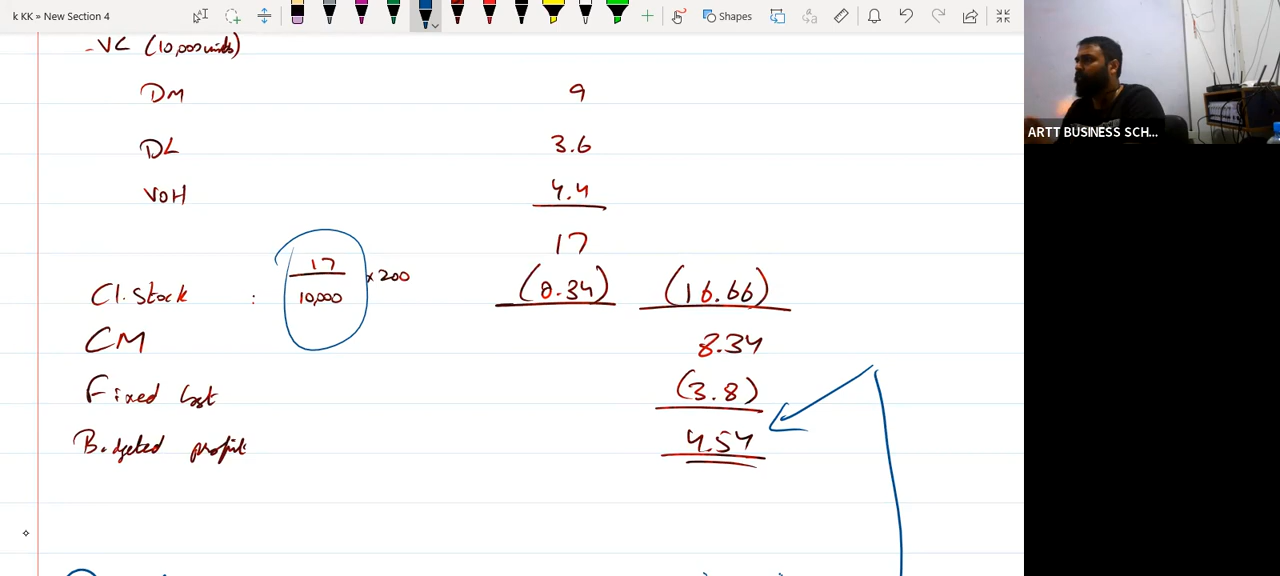 k KK » New Section 4
Shapes
- VC (10,000 units)
DM 9
DL 3.6
VOH 4.4
17
17
10,000
x 200
Cl. Stock : (0.34) (16.66)
CM 8.34
Fixed Cost (3.8)
Budgeted profit 4.54
ARTT BUSINESS SCH...